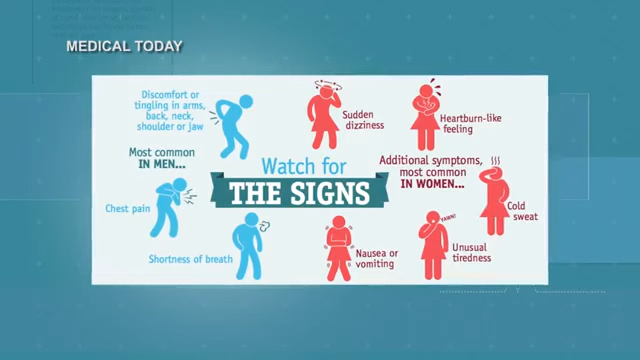 MEDICAL TODAY
Discomfort or
tingling in arms,
back, neck,
shoulder or jaw
Sudden
dizziness
Heartburn-like
feeling
Most common
IN MEN...
Watch for
THE SIGNS
Additional symptoms,
most common
IN WOMEN...
Chest pain
Cold
sweat
Shortness of breath
Nausea or
vomiting
YAWN!
Unusual
tiredness